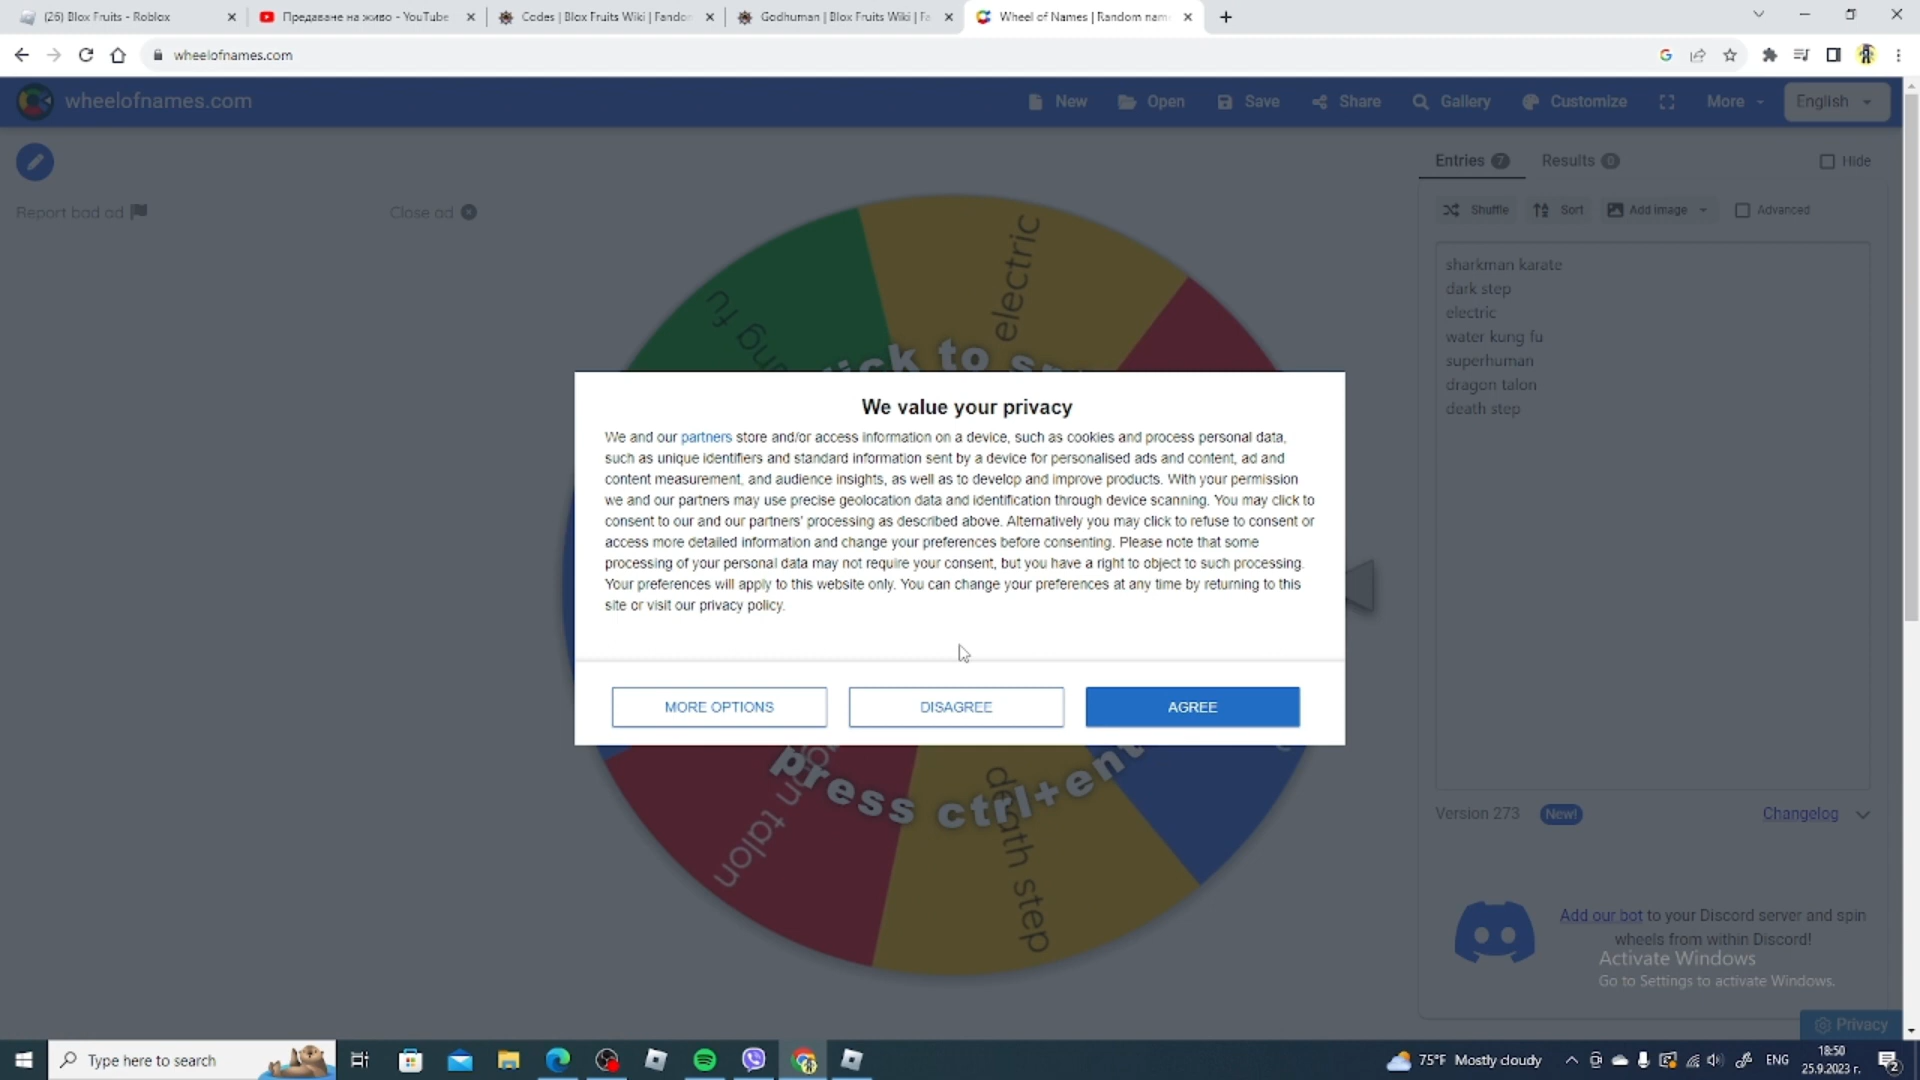 (26) Blox Fruits - Roblox
Предаване на живо - YouTube
Codes | Blox Fruits Wiki | Fandom
Godhuman | Blox Fruits Wiki | Fa
Wheel of Names | Random name
wheelofnames.com
wheelofnames.com
New
Open
Save
Share
Gallery
Customize
More
English
Entries 7
Results 0
Hide
Report bad ad
Close ad
Shuffle
Sort
Add image
Advanced
sharkman karate
dark step
electric
water kung fu
superhuman
dragon talon
death step
electric
ung fu
ick to sp
We value your privacy
We and our partners store and/or access information on a device, such as cookies and process personal data,
such as unique identifiers and standard information sent by a device for personalised ads and content, ad and
content measurement, and audience insights, as well as to develop and improve products. With your permission
we and our partners may use precise geolocation data and identification through device scanning. You may click to
consent to our and our partners' processing as described above. Alternatively you may click to refuse to consent or
access more detailed information and change your preferences before consenting. Please note that some
processing of your personal data may not require your consent, but you have a right to object to such processing.
Your preferences will apply to this website only. You can change your preferences at any time by returning to this
site or visit our privacy policy.
MORE OPTIONS
DISAGREE
AGREE
press ctrl+ent
gon talon
death step
Version 273
New!
Changelog
Add our bot to your Discord server and spin
wheels from within Discord!
Activate Windows
Go to Settings to activate Windows.
Privacy
Type here to search
75°F Mostly cloudy
ENG
18:50
25.9.2023 г.
2